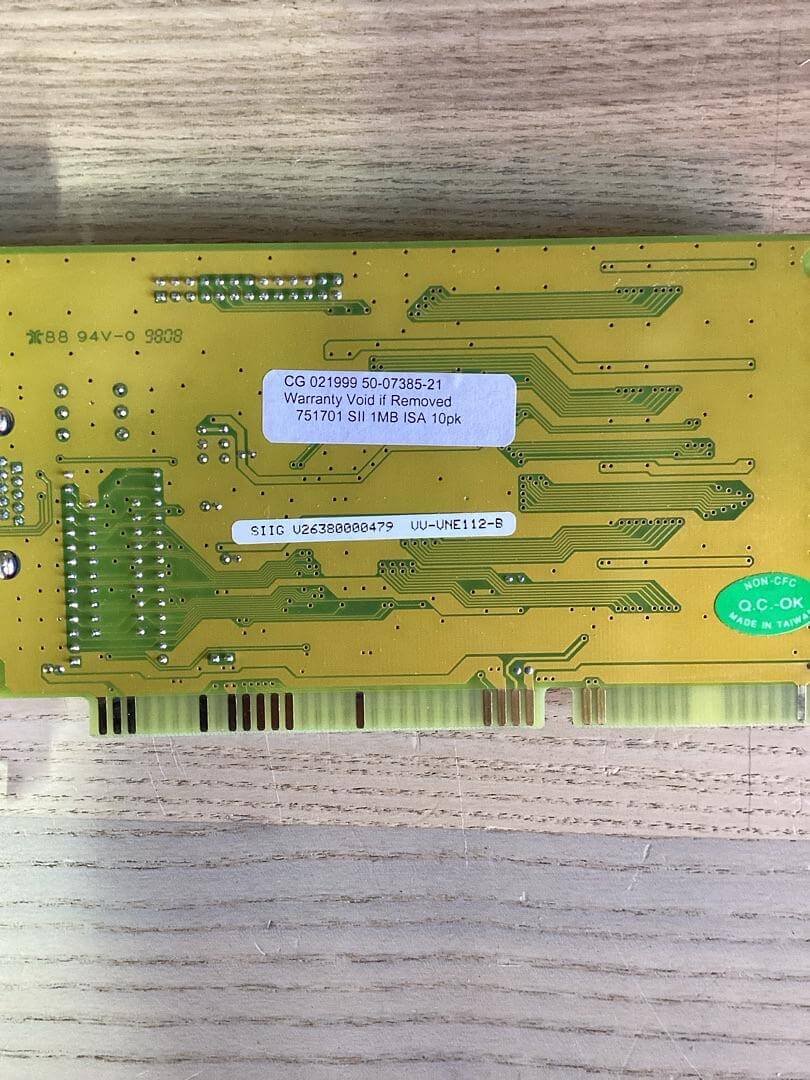 88 94V-0 9808
CG 021999 50-07385-21
Warranty Void if Removed
751701 SII 1MB ISA 10pk
SIIG V26380000479 VV-VNE112-B
NON-CFC
Q.C.-OK
MADE IN TAIWA